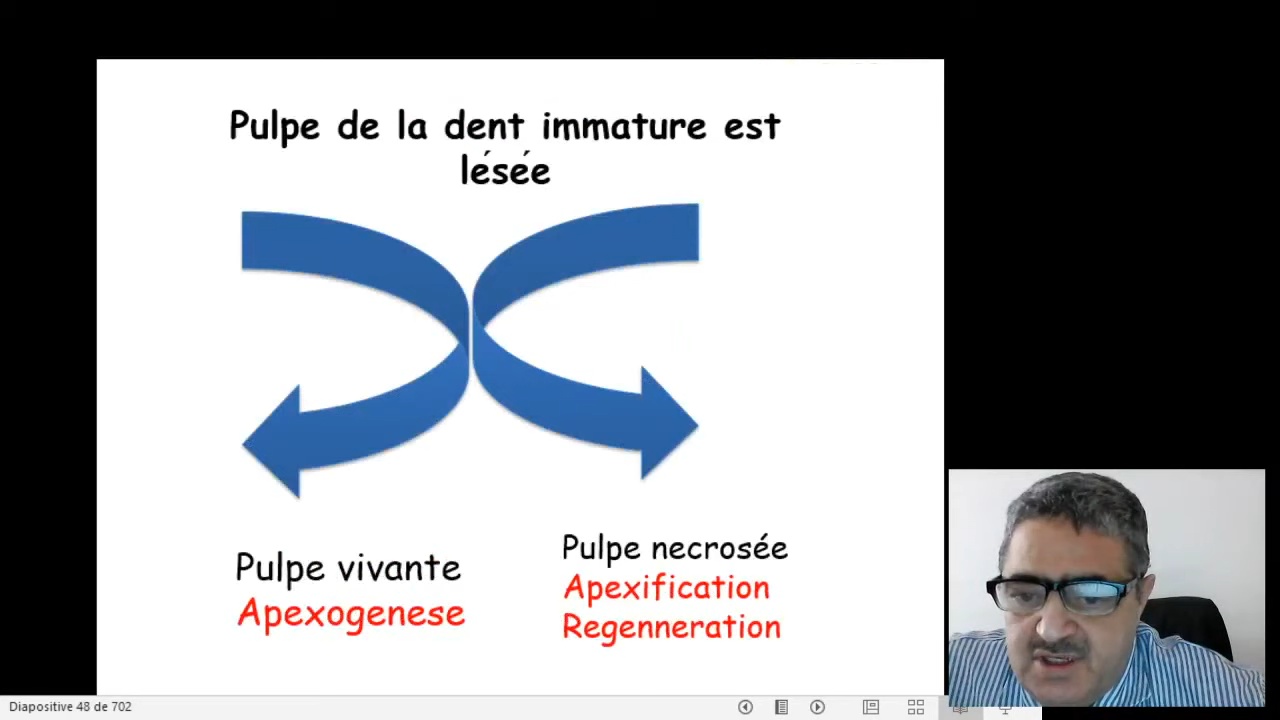 Pulpe de la dent immature est
lésée
Pulpe vivante
Apexogenese
Pulpe necrosée
Apexification
Regenneration
Diapositive 48 de 702